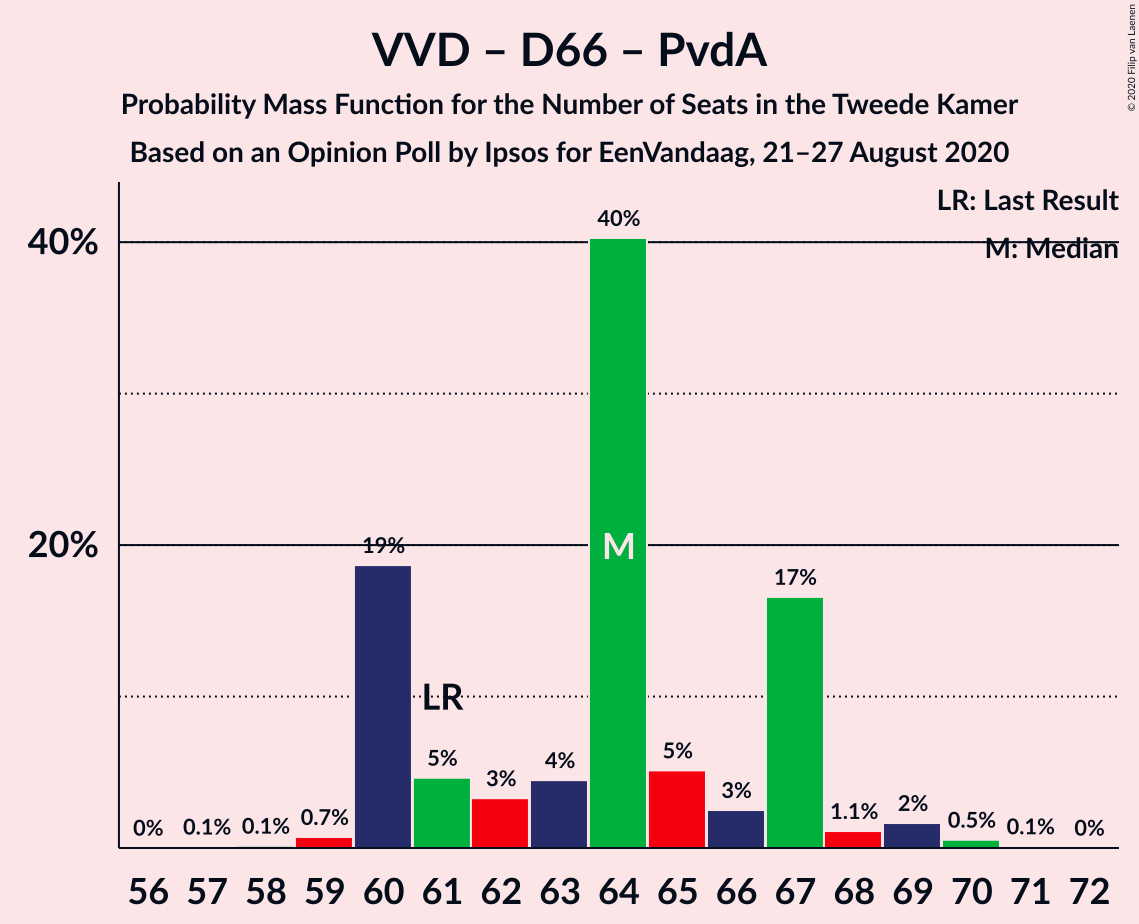 VVD – D66 – PvdA
Probability Mass Function for the Number of Seats in the Tweede Kamer
Based on an Opinion Poll by Ipsos for EenVandaag, 21–27 August 2020
© 2020 Filip van Laenen
LR: Last Result
M: Median
40%
20%
0%
0.1%
0.1%
0.7%
19%
5%
3%
4%
40%
5%
3%
17%
1.1%
2%
0.5%
0.1%
0%
LR
M
56 57 58 59 60 61 62 63 64 65 66 67 68 69 70 71 72